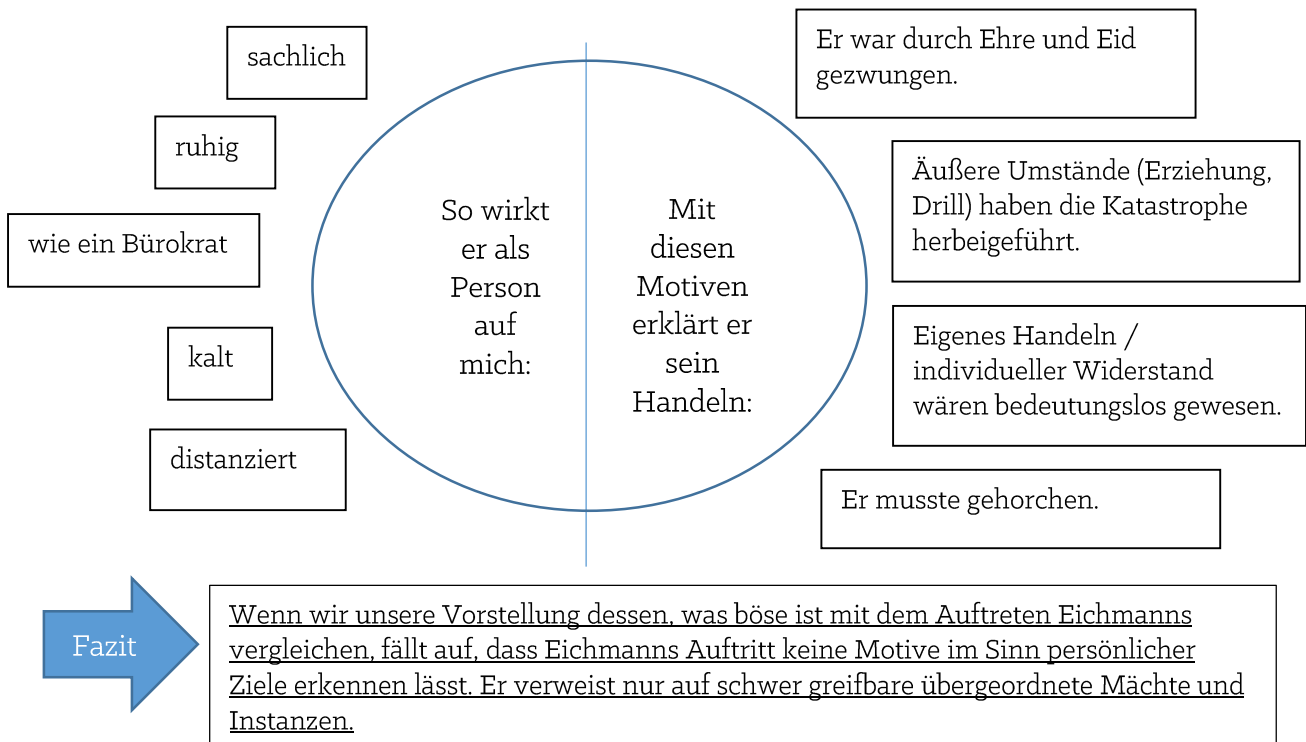 sachlich
ruhig
wie ein Bürokrat
kalt
distanziert
So wirkt
er als
Person
auf
mich:
Mit
diesen
Motiven
erklärt er
sein
Handeln:
Er war durch Ehre und Eid
gezwungen.
Äußere Umstände (Erziehung,
Drill) haben die Katastrophe
herbeigeführt.
Eigenes Handeln /
individueller Widerstand
wären bedeutungslos gewesen.
Er musste gehorchen.
Fazit
Wenn wir unsere Vorstellung dessen, was böse ist mit dem Auftreten Eichmanns
vergleichen, fällt auf, dass Eichmanns Auftritt keine Motive im Sinn persönlicher
Ziele erkennen lässt. Er verweist nur auf schwer greifbare übergeordnete Mächte und
Instanzen.